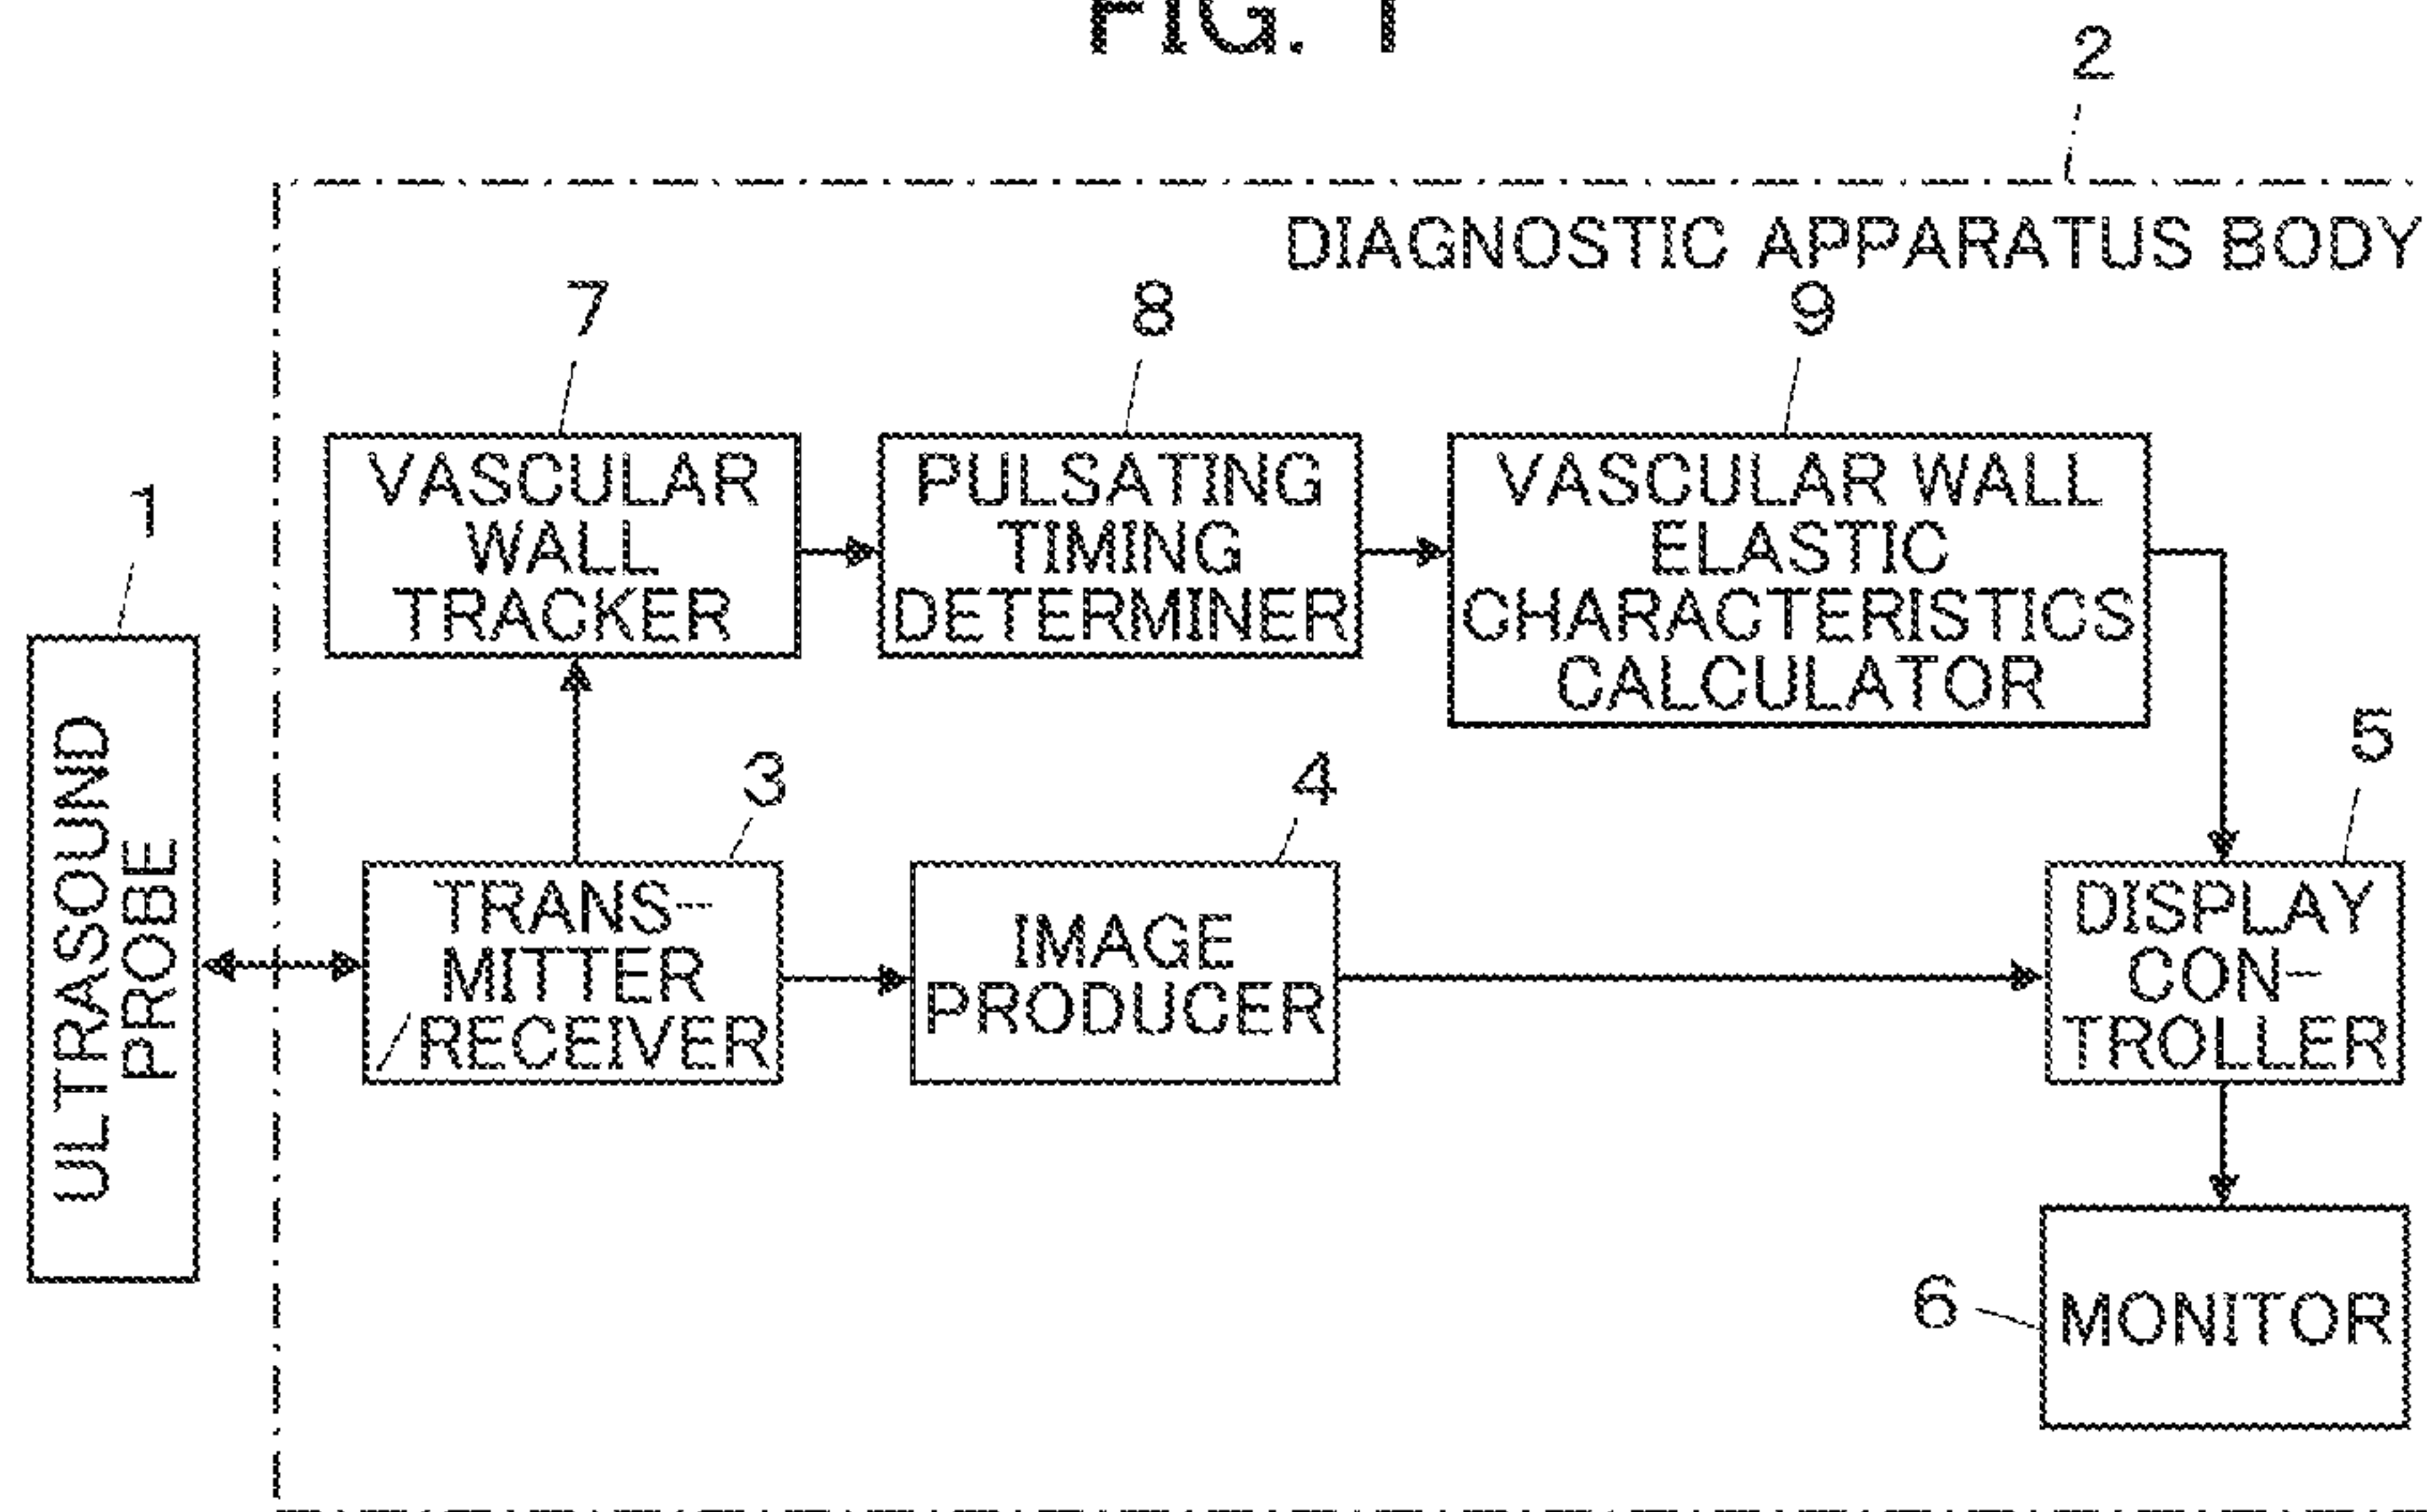 FIG. 1
2
DIAGNOSTIC APPARATUS BODY
7
8
9
VASCULAR
WALL
TRACKER
PULSATING
TIMING
DETERMINER
VASCULAR WALL
ELASTIC
CHARACTERISTICS
CALCULATOR
1
ULTRASOUND
PROBE
3
4
5
TRANS-
MITTER
/RECEIVER
IMAGE
PRODUCER
DISPLAY
CON-
TROLLER
6
MONITOR